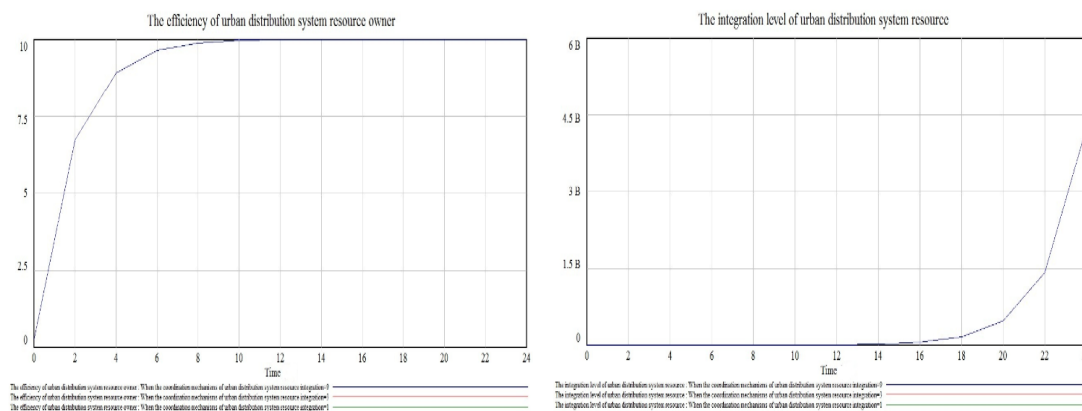 The efficiency of urban distribution system resource owner
10
7.5
5
2.5
0
0 2 4 6 8 10 12 14 16 18 20 22 24
Time
The efficiency of urban distribution system resource owner : When the coordination mechanisms of urban distribution system resource integration=0
The efficiency of urban distribution system resource owner : When the coordination mechanisms of urban distribution system resource integration=1
The efficiency of urban distribution system resource owner : When the coordination mechanisms of urban distribution system resource integration=1
The integration level of urban distribution system resource
6 B
4.5 B
3 B
1.5 B
0
0 2 4 6 8 10 12 14 16 18 20 22
Time
The integration level of urban distribution system resource : When the coordination mechanisms of urban distribution system resource integration=0
The integration level of urban distribution system resource : When the coordination mechanisms of urban distribution system resource integration=1
The integration level of urban distribution system resource : When the coordination mechanisms of urban distribution system resource integration=1